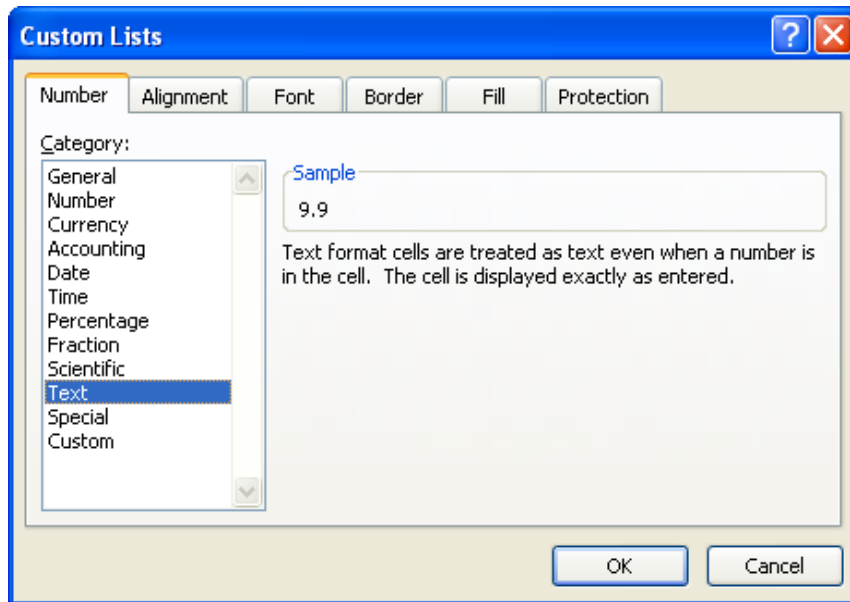 Custom Lists
Number
Alignment
Font
Border
Fill
Protection
Category:
General
Number
Currency
Accounting
Date
Time
Percentage
Fraction
Scientific
Text
Special
Custom
Sample
9.9
Text format cells are treated as text even when a number is
in the cell. The cell is displayed exactly as entered.
OK
Cancel